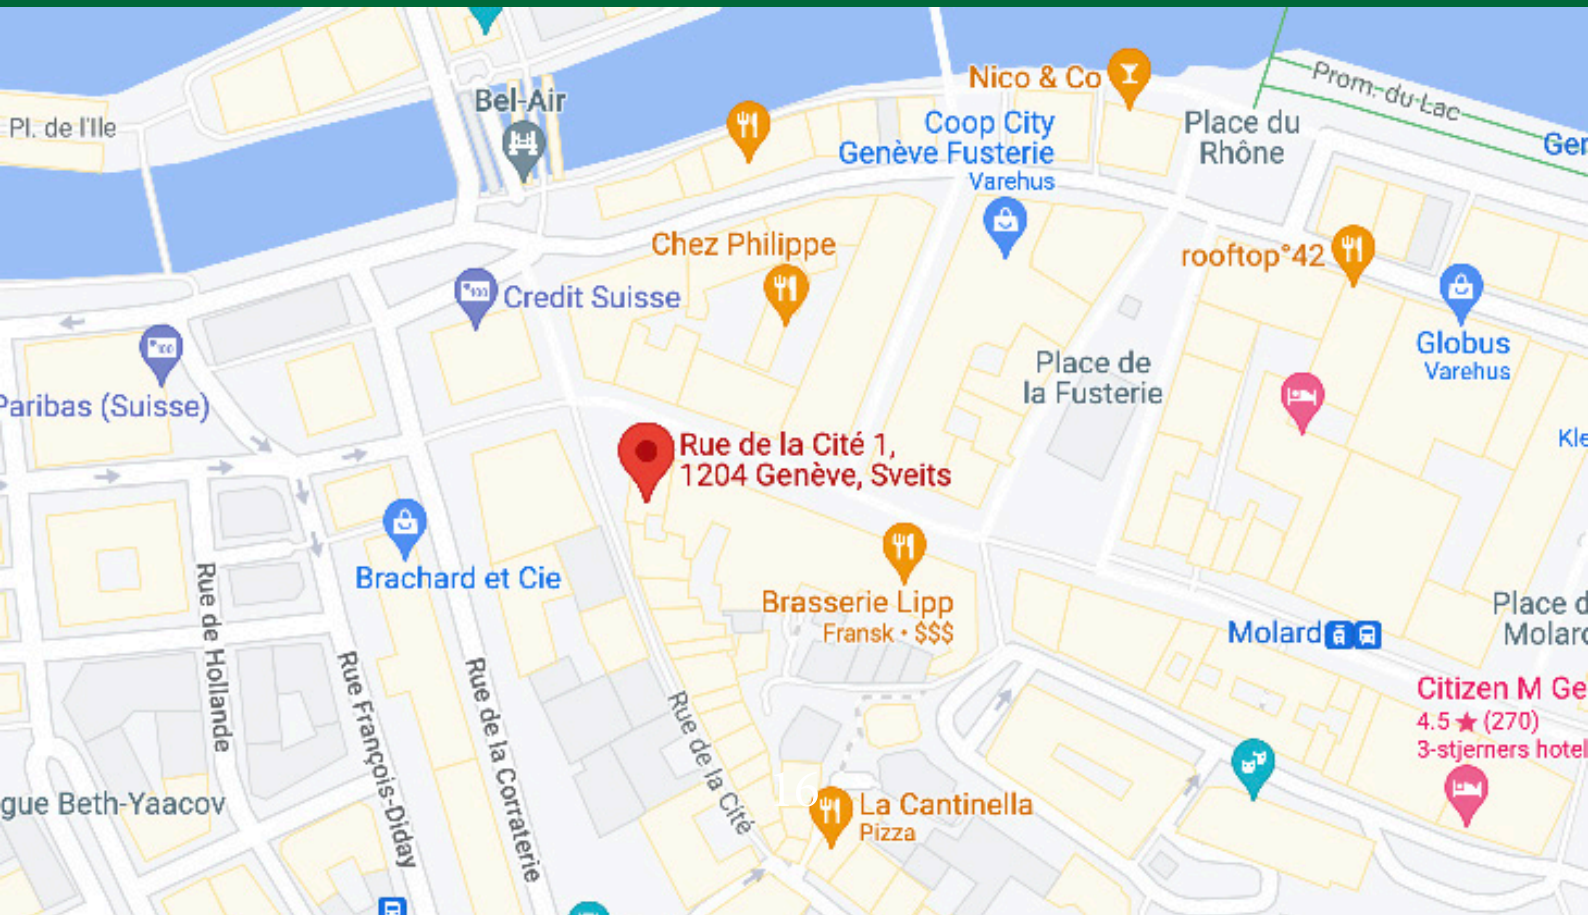 Bel-Air
Pl. de l'Ile
Nico & Co
Prom. du Lac
Coop City
Genève Fusterie
Varehus
Place du
Rhône
Ger
Chez Philippe
rooftop°42
Credit Suisse
Globus
Varehus
Paribas (Suisse)
Place de
la Fusterie
Rue de la Cité 1,
1204 Genève, Sveits
Kle
Brachard et Cie
Brasserie Lipp
Fransk • $$$
Molard
Place d
Molard
Rue de Hollande
Rue François-Diday
Rue de la Corraterie
Rue de la Cité
Citizen M Ge
4.5 ★ (270)
3-stjerners hotel
gue Beth-Yaacov
16
La Cantinella
Pizza